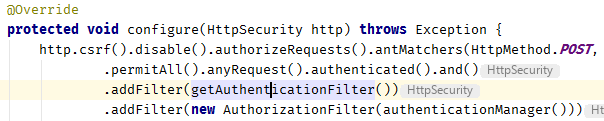 @Override
protected void configure(HttpSecurity http) throws Exception {
http.csrf().disable().authorizeRequests().antMatchers(HttpMethod.POST,
.permitAll().anyRequest().authenticated().and() HttpSecurity
.addFilter(getAuthenticationFilter()) HttpSecurity
.addFilter(new AuthorizationFilter(authenticationManager())) HttpSecurity